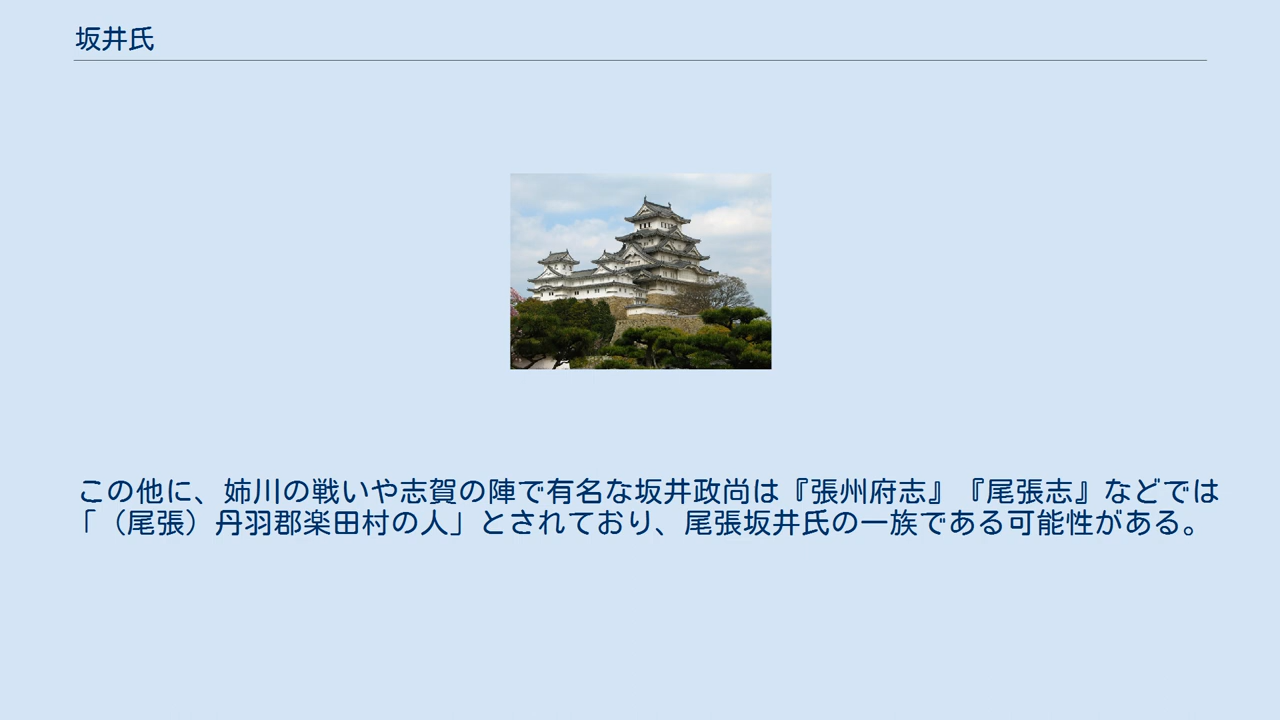 坂井氏
この他に、姉川の戦いや志賀の陣で有名な坂井政尚は『張州府志』『尾張志』などでは
「（尾張）丹羽郡楽田村の人」とされており、尾張坂井氏の一族である可能性がある。